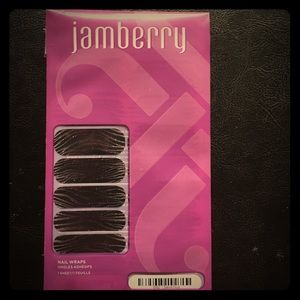 jamberry
NAIL WRAPS
ONGLES ADHÉSIFS
1 SHEET/1 FEUILLE